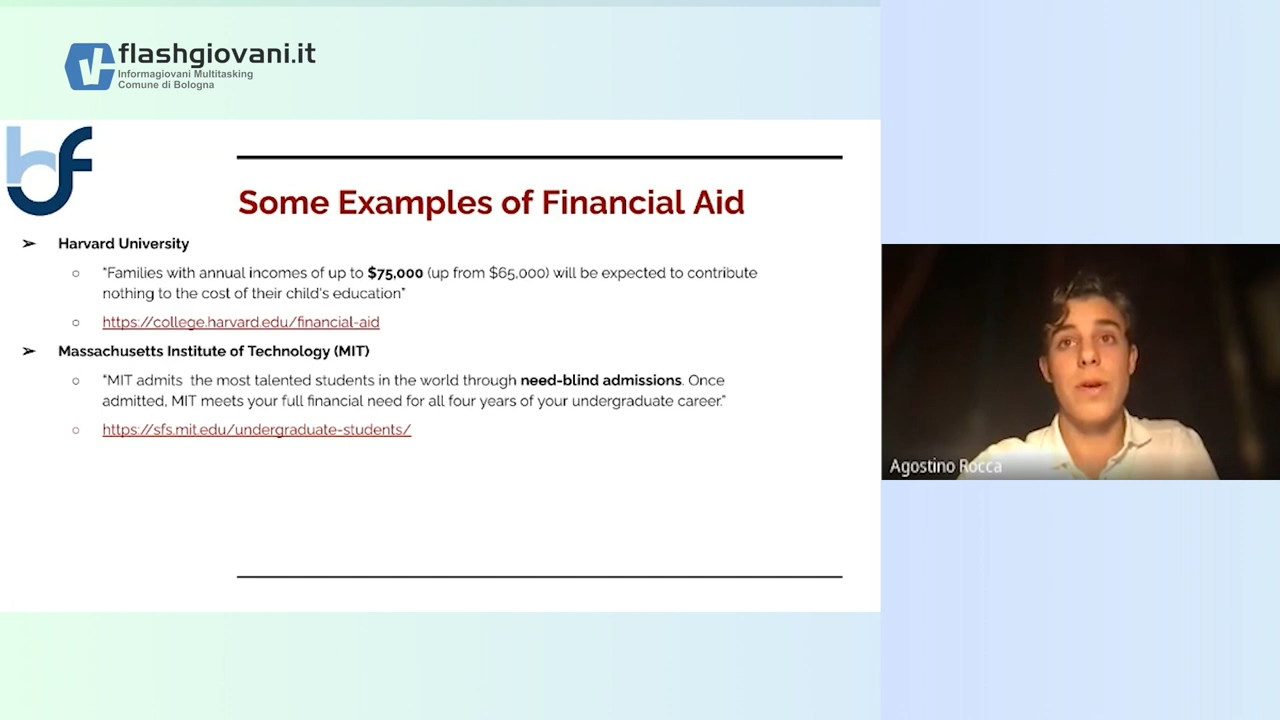 flashgiovani.it
Informagiovani Multitasking
Comune di Bologna
bf
Some Examples of Financial Aid
➢ Harvard University
○ "Families with annual incomes of up to $75,000 (up from $65,000) will be expected to contribute
nothing to the cost of their child's education"
○ https://college.harvard.edu/financial-aid
➢ Massachusetts Institute of Technology (MIT)
○ "MIT admits the most talented students in the world through need-blind admissions. Once
admitted, MIT meets your full financial need for all four years of your undergraduate career."
○ https://sfs.mit.edu/undergraduate-students/
Agostino Rocca